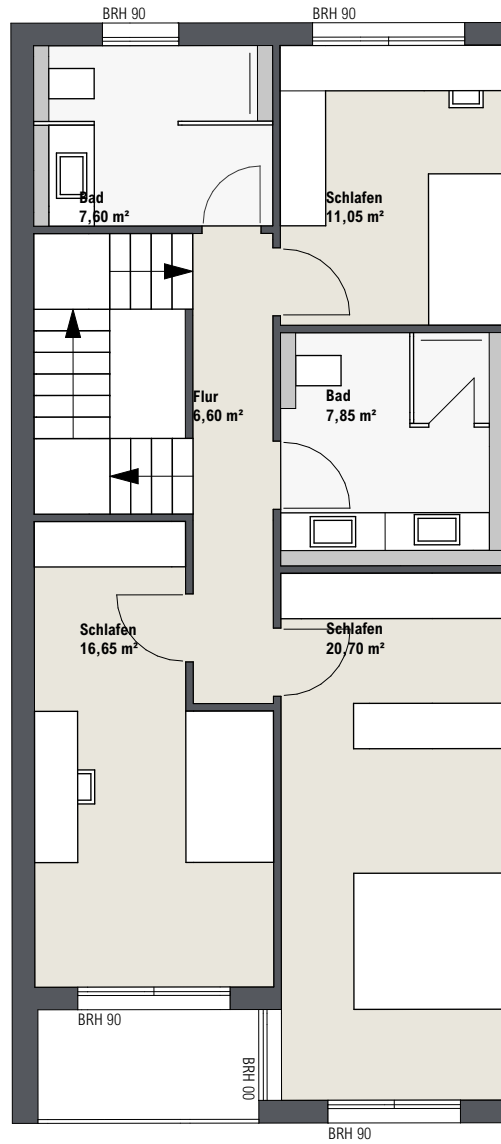 BRH 90
BRH 90
Bad
7,60 m²
Schlafen
11,05 m²
Flur
6,60 m²
Bad
7,85 m²
Schlafen
16,65 m²
Schlafen
20,70 m²
BRH 90
BRH 00
BRH 90